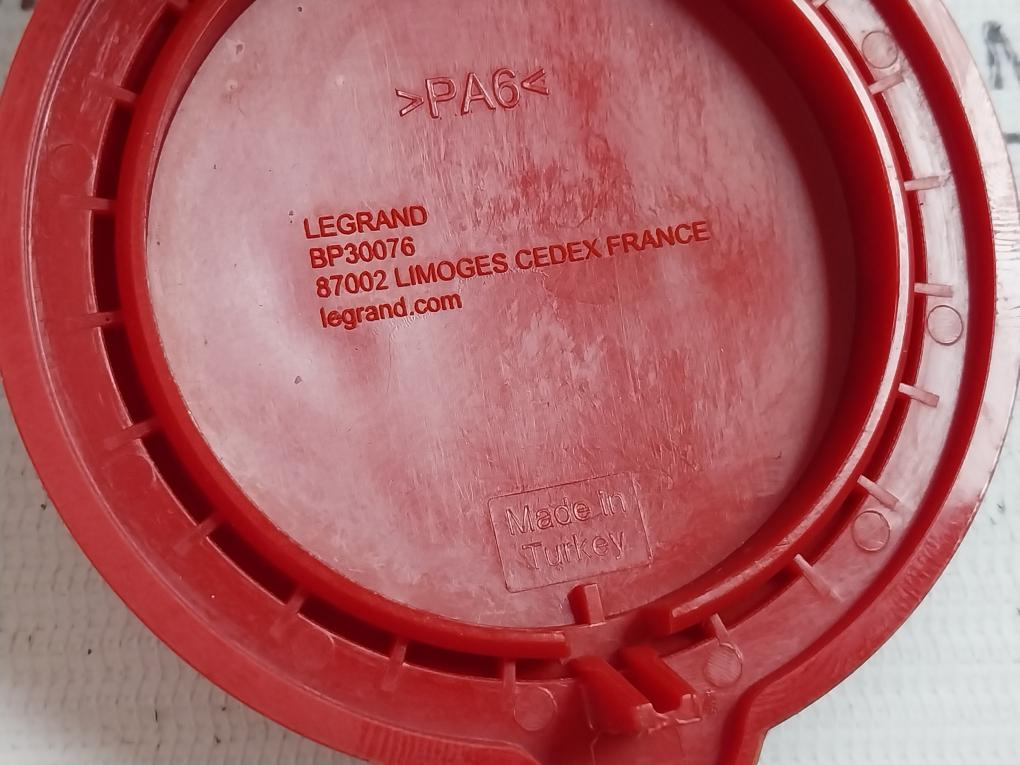 >PA6<
LEGRAND
BP30076
87002 LIMOGES CEDEX FRANCE
legrand.com
Made in
Turkey